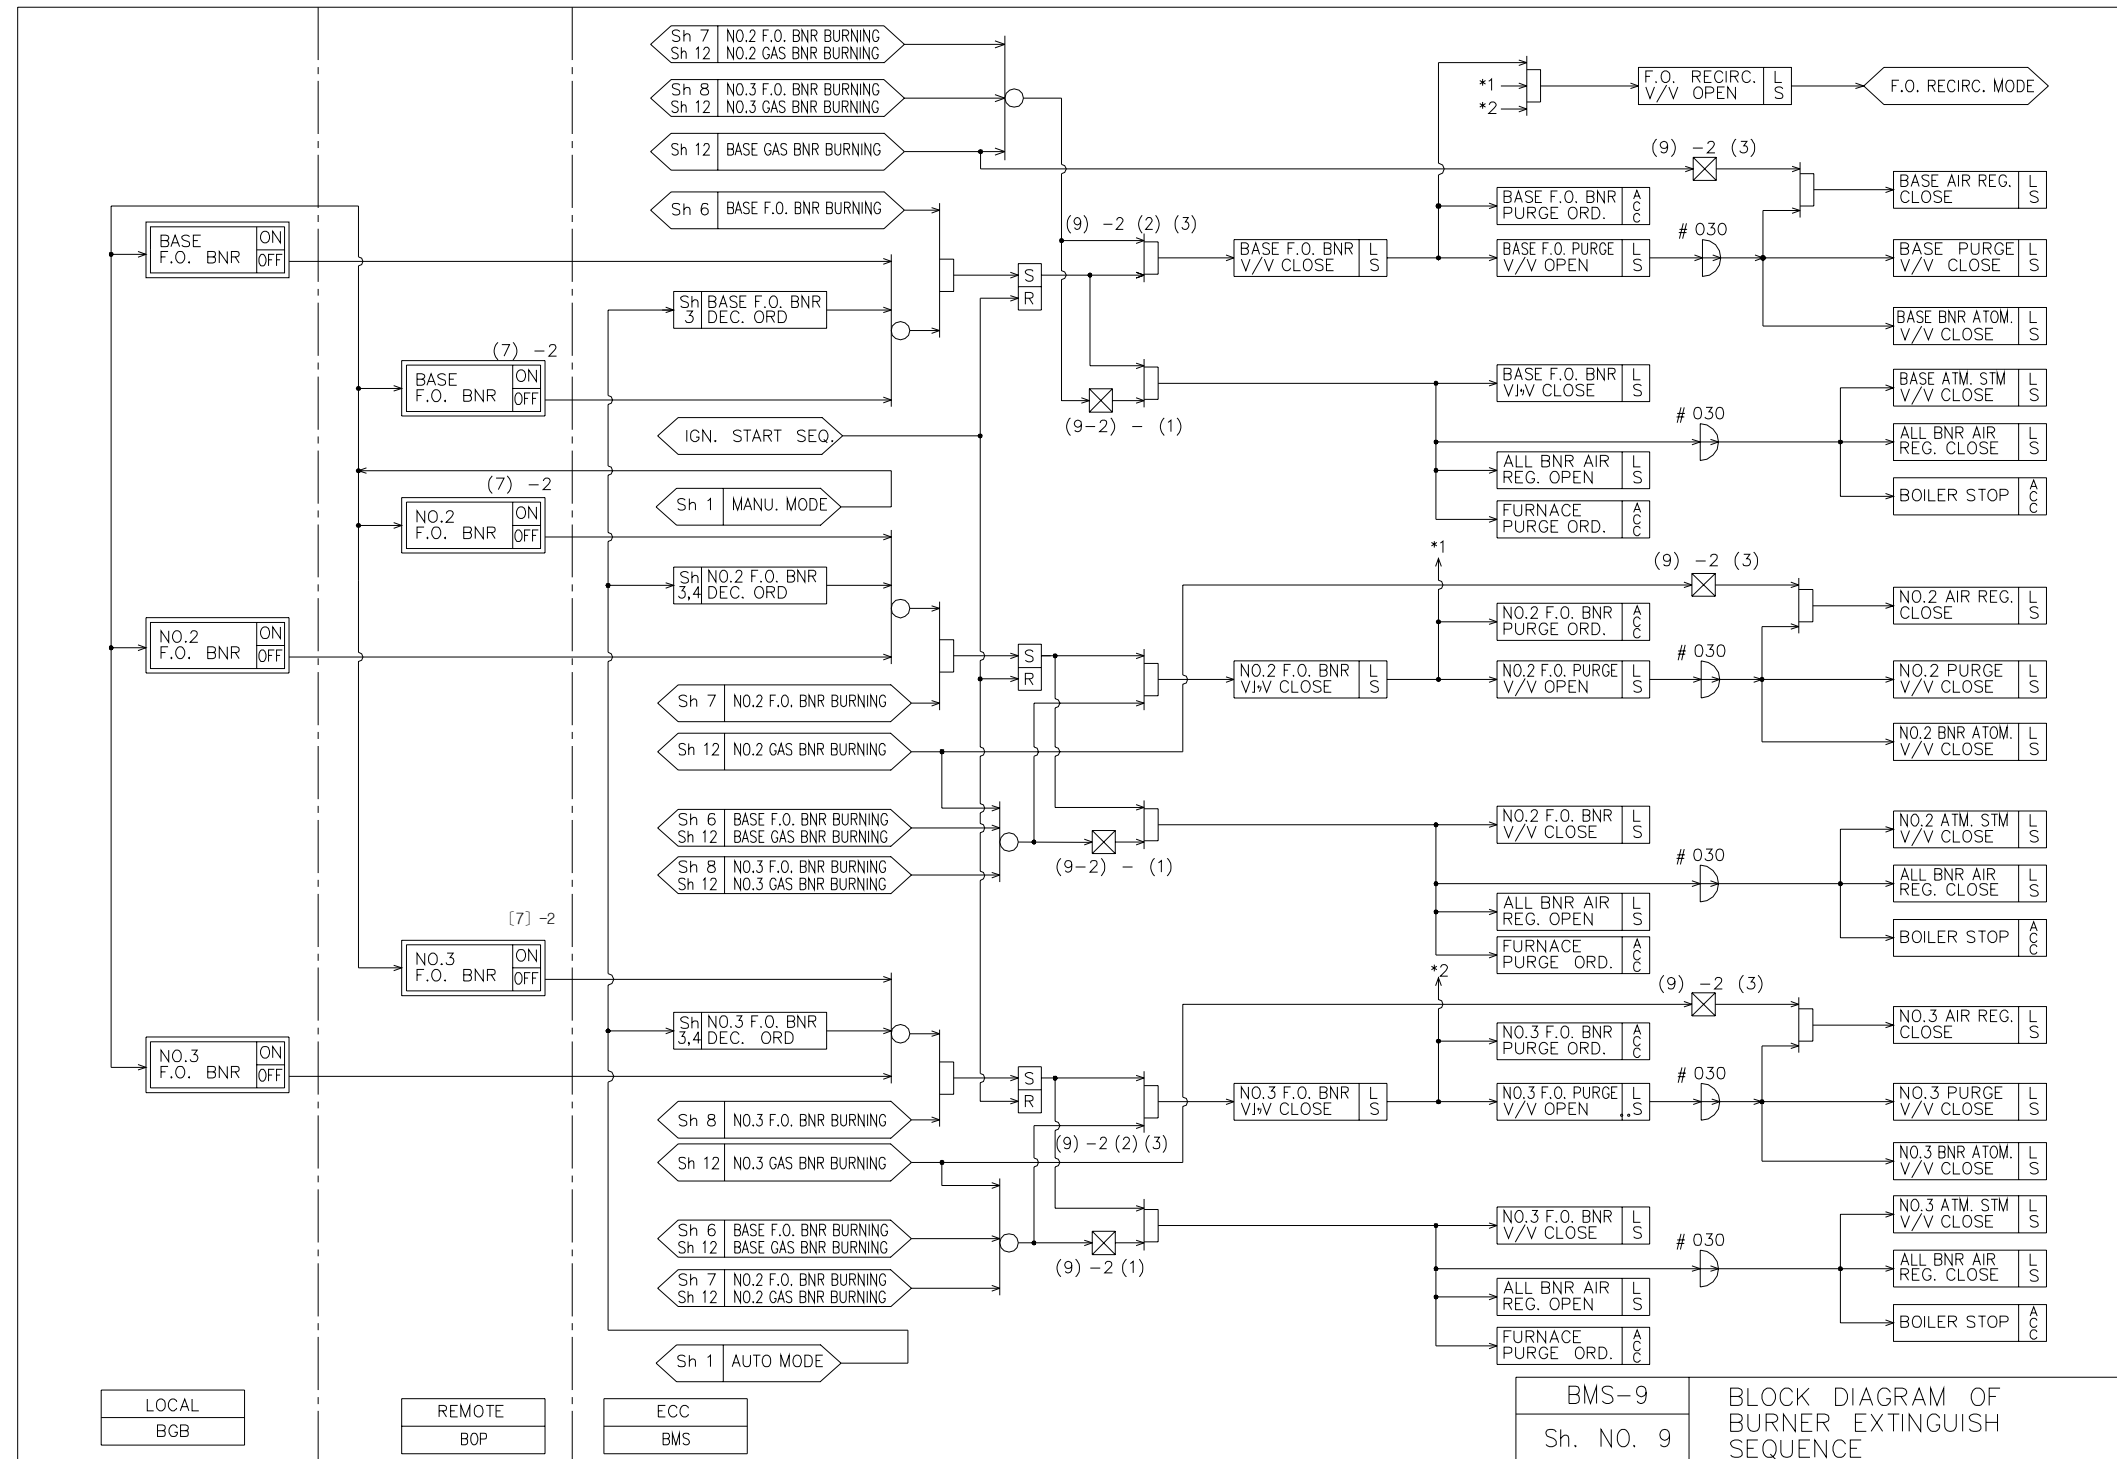 Sh 7 NO.2 F.O. BNR BURNING
Sh 12 NO.2 GAS BNR BURNING
Sh 8 NO.3 F.O. BNR BURNING
Sh 12 NO.3 GAS BNR BURNING
Sh 12 BASE GAS BNR BURNING
Sh 6 BASE F.O. BNR BURNING
*1
*2
F.O. RECIRC. L
V/V OPEN S
F.O. RECIRC. MODE
(9) -2 (3)
BASE AIR REG. L
CLOSE S
BASE ON
F.O. BNR OFF
Sh BASE F.O. BNR
3 DEC. ORD
S
R
(9) -2 (2) (3)
BASE F.O. BNR L
V/V CLOSE S
BASE F.O. BNR A
PURGE ORD. C
C
BASE F.O. PURGE L
V/V OPEN S
# 030
BASE PURGE L
V/V CLOSE S
BASE BNR ATOM. L
V/V CLOSE S
(7) -2
BASE ON
F.O. BNR OFF
IGN. START SEQ.
(9-2) - (1)
BASE F.O. BNR L
V/V CLOSE S
# 030
BASE ATM. STM L
V/V CLOSE S
ALL BNR AIR L
REG. CLOSE S
ALL BNR AIR L
REG. OPEN S
BOILER STOP A
C
C
FURNACE A
PURGE ORD. C
C
(7) -2
NO.2 ON
F.O. BNR OFF
Sh 1 MANU. MODE
*1
(9) -2 (3)
Sh NO.2 F.O. BNR
3,4 DEC. ORD
NO.2 AIR REG. L
CLOSE S
NO.2 F.O. BNR A
PURGE ORD. C
C
NO.2 ON
F.O. BNR OFF
S
R
NO.2 F.O. BNR L
V/V CLOSE S
NO.2 F.O. PURGE L
V/V OPEN S
# 030
NO.2 PURGE L
V/V CLOSE S
Sh 7 NO.2 F.O. BNR BURNING
Sh 12 NO.2 GAS BNR BURNING
NO.2 BNR ATOM. L
V/V CLOSE S
Sh 6 BASE F.O. BNR BURNING
Sh 12 BASE GAS BNR BURNING
Sh 8 NO.3 F.O. BNR BURNING
Sh 12 NO.3 GAS BNR BURNING
(9-2) - (1)
NO.2 F.O. BNR L
V/V CLOSE S
# 030
NO.2 ATM. STM L
V/V CLOSE S
ALL BNR AIR L
REG. CLOSE S
ALL BNR AIR L
REG. OPEN S
BOILER STOP A
C
C
FURNACE A
PURGE ORD. C
C
[7] -2
NO.3 ON
F.O. BNR OFF
*2
(9) -2 (3)
Sh NO.3 F.O. BNR
3,4 DEC. ORD
NO.3 AIR REG. L
CLOSE S
NO.3 F.O. BNR A
PURGE ORD. C
C
NO.3 ON
F.O. BNR OFF
S
R
NO.3 F.O. BNR L
V/V CLOSE S
NO.3 F.O. PURGE L
V/V OPEN S
# 030
NO.3 PURGE L
V/V CLOSE S
Sh 8 NO.3 F.O. BNR BURNING
(9) -2 (2) (3)
Sh 12 NO.3 GAS BNR BURNING
NO.3 BNR ATOM. L
V/V CLOSE S
Sh 6 BASE F.O. BNR BURNING
Sh 12 BASE GAS BNR BURNING
Sh 7 NO.2 F.O. BNR BURNING
Sh 12 NO.2 GAS BNR BURNING
(9) -2 (1)
NO.3 F.O. BNR L
V/V CLOSE S
# 030
NO.3 ATM. STM L
V/V CLOSE S
ALL BNR AIR L
REG. CLOSE S
ALL BNR AIR L
REG. OPEN S
BOILER STOP A
C
C
FURNACE A
PURGE ORD. C
C
Sh 1 AUTO MODE
LOCAL
BGB
REMOTE
BOP
ECC
BMS
BMS-9
Sh. NO. 9
BLOCK DIAGRAM OF
BURNER EXTINGUISH
SEQUENCE